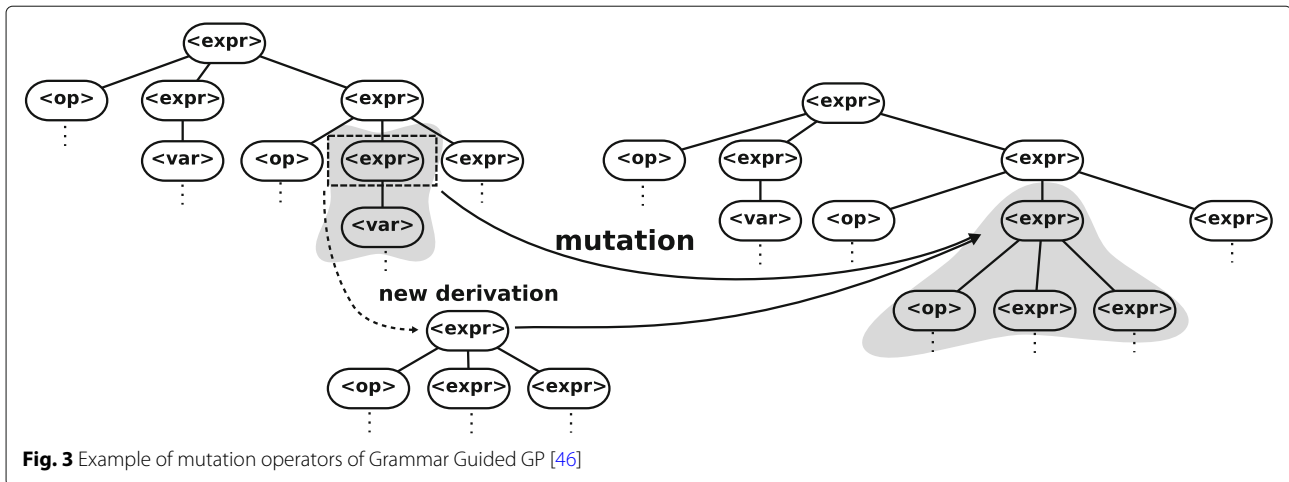 <expr>
<op> <expr> <expr>
<var> <op> <expr> <expr>
<var>
mutation
new derivation
<expr>
<op> <expr> <expr>
<expr>
<op> <expr> <expr>
<var> <op> <expr> <expr>
<op> <expr> <expr>
Fig. 3 Example of mutation operators of Grammar Guided GP [46]